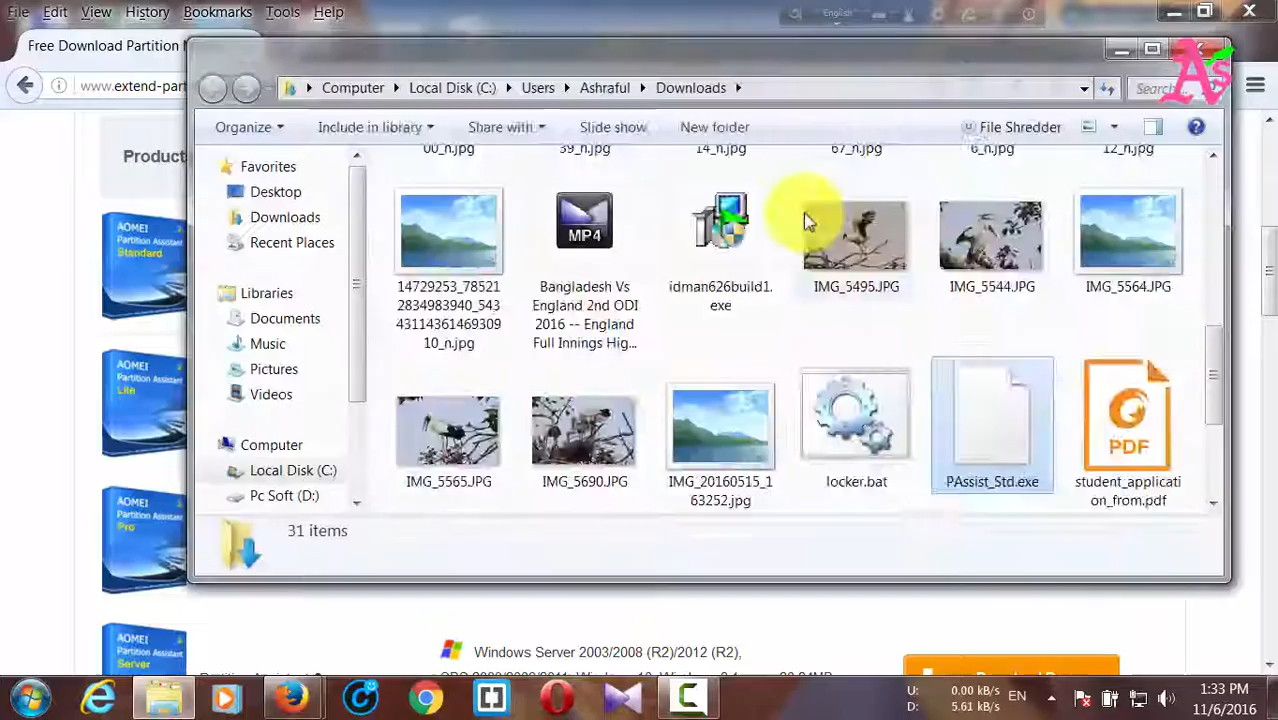 File Edit View History Bookmarks Tools Help
English
Free Download Partition
www.extend-part
Computer Local Disk (C:) Users Ashraful Downloads
Search...
As
Organize Include in library Share with Slide show New folder File Shredder
Favorites
Desktop
Downloads
Recent Places
Libraries
Documents
Music
Pictures
Videos
Computer
Local Disk (C:)
Pc Soft (D:)
00_n.jpg 39_n.jpg 14_n.jpg 67_n.jpg 6_n.jpg 12_n.jpg
MP4
14729253_78521
2834983940_543
43114361469309
10_n.jpg
Bangladesh Vs
England 2nd ODI
2016 -- England
Full Innings Hig...
idman626build1.
exe
IMG_5495.JPG
IMG_5544.JPG
IMG_5564.JPG
PDF
IMG_5565.JPG
IMG_5690.JPG
IMG_20160515_1
63252.jpg
locker.bat
PAssist_Std.exe
student_applicati
on_from.pdf
31 items
Product
AOMEI
Partition Assistant
Standard
AOMEI
Partition Assistant
Lite
AOMEI
Partition Assistant
Pro
AOMEI
Partition Assistant
Server
Windows Server 2003/2008 (R2)/2012 (R2),
U: 0.00 kB/s
D: 5.61 kB/s
EN
1:33 PM
11/6/2016